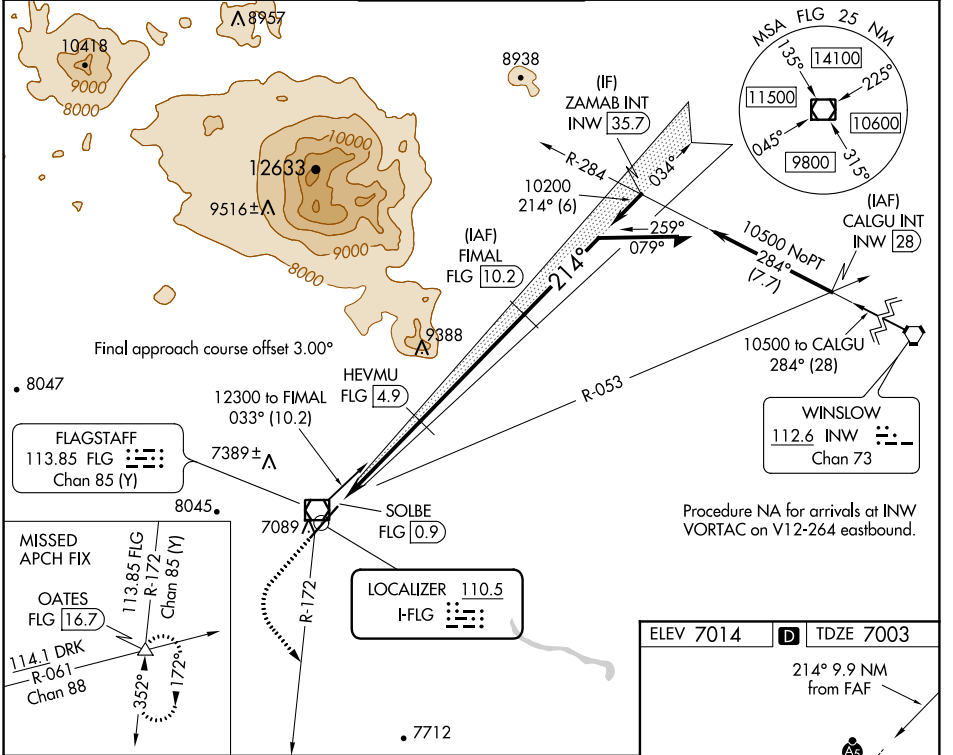 8957
10418
9000
8000
8938
10000
12633
9516±
9000
8000
9388
MSA FLG 25 NM
135°
14100
225°
11500
10600
045°
9800
315°
(IF)
ZAMAB INT
INW 35.7
R-284
034°
10200
214° (6)
259°
079°
214°
(IAF)
FIMAL
FLG 10.2
(IAF)
CALGU INT
INW 28
10500 NoPT
284°
(7.7)
10500 to CALGU
284° (28)
R-053
Final approach course offset 3.00°
8047
HEVMU
FLG 4.9
12300 to FIMAL
033° (10.2)
WINSLOW
112.6 INW
Chan 73
FLAGSTAFF
113.85 FLG
Chan 85 (Y)
7389±
8045
7089
SOLBE
FLG 0.9
Procedure NA for arrivals at INW
VORTAC on V12-264 eastbound.
LOCALIZER 110.5
I-FLG
R-172
MISSED
APCH FIX
OATES
FLG 16.7
113.85 FLG
R-172
Chan 85 (Y)
114.1 DRK
R-061
Chan 88
352°
172°
7712
ELEV 7014
D
TDZE 7003
214° 9.9 NM
from FAF
A5